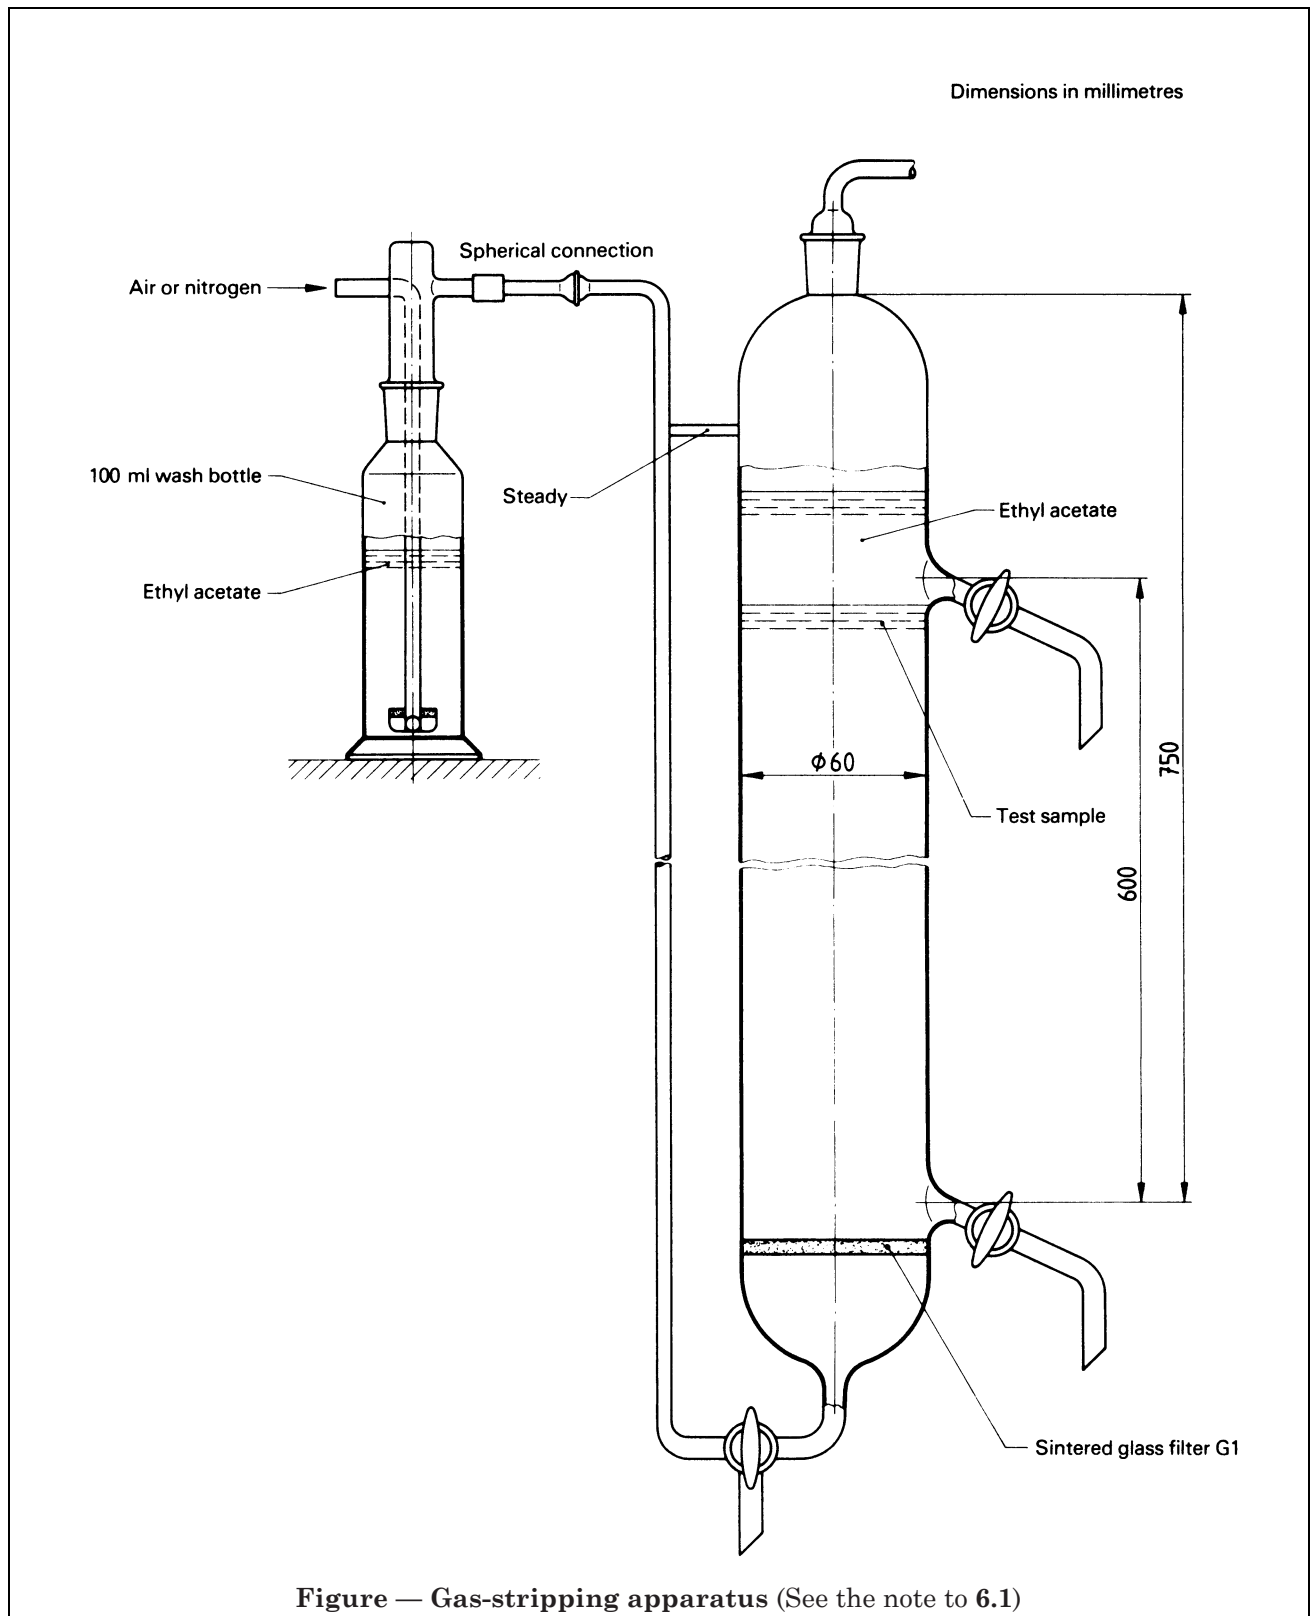 Dimensions in millimetres
Spherical connection
Air or nitrogen
100 ml wash bottle
Steady
Ethyl acetate
Ethyl acetate
ϕ60
750
Test sample
600
Sintered glass filter G1
Figure — Gas-stripping apparatus (See the note to 6.1)